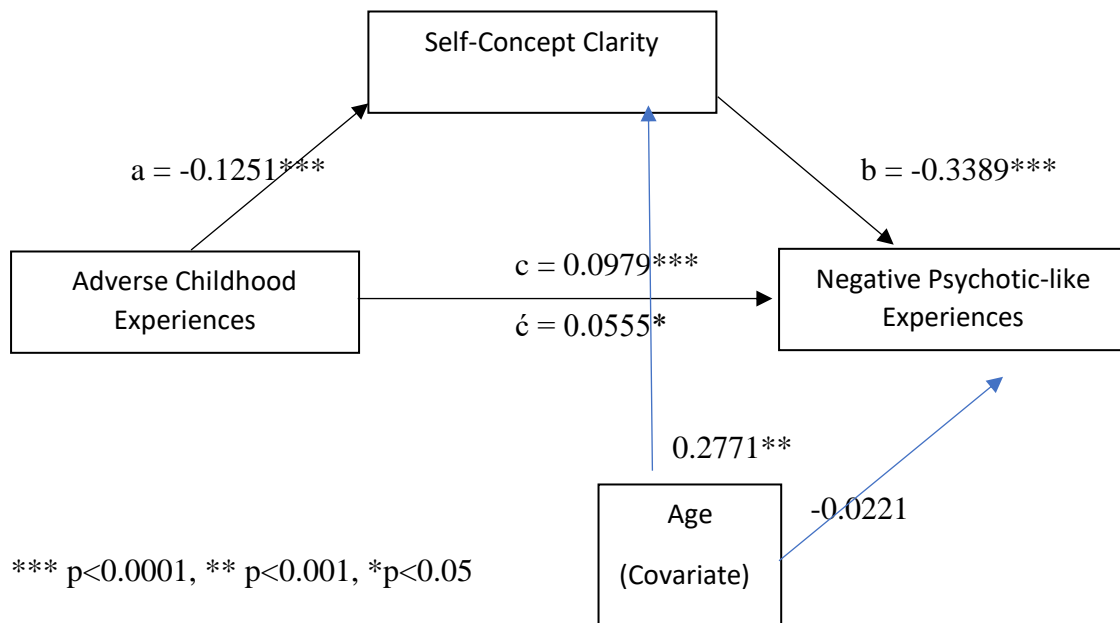 Self-Concept Clarity
a = -0.1251***
b = -0.3389***
Adverse Childhood
Experiences
c = 0.0979***
ć = 0.0555*
Negative Psychotic-like
Experiences
0.2771**
-0.0221
Age
(Covariate)
*** p<0.0001, ** p<0.001, *p<0.05